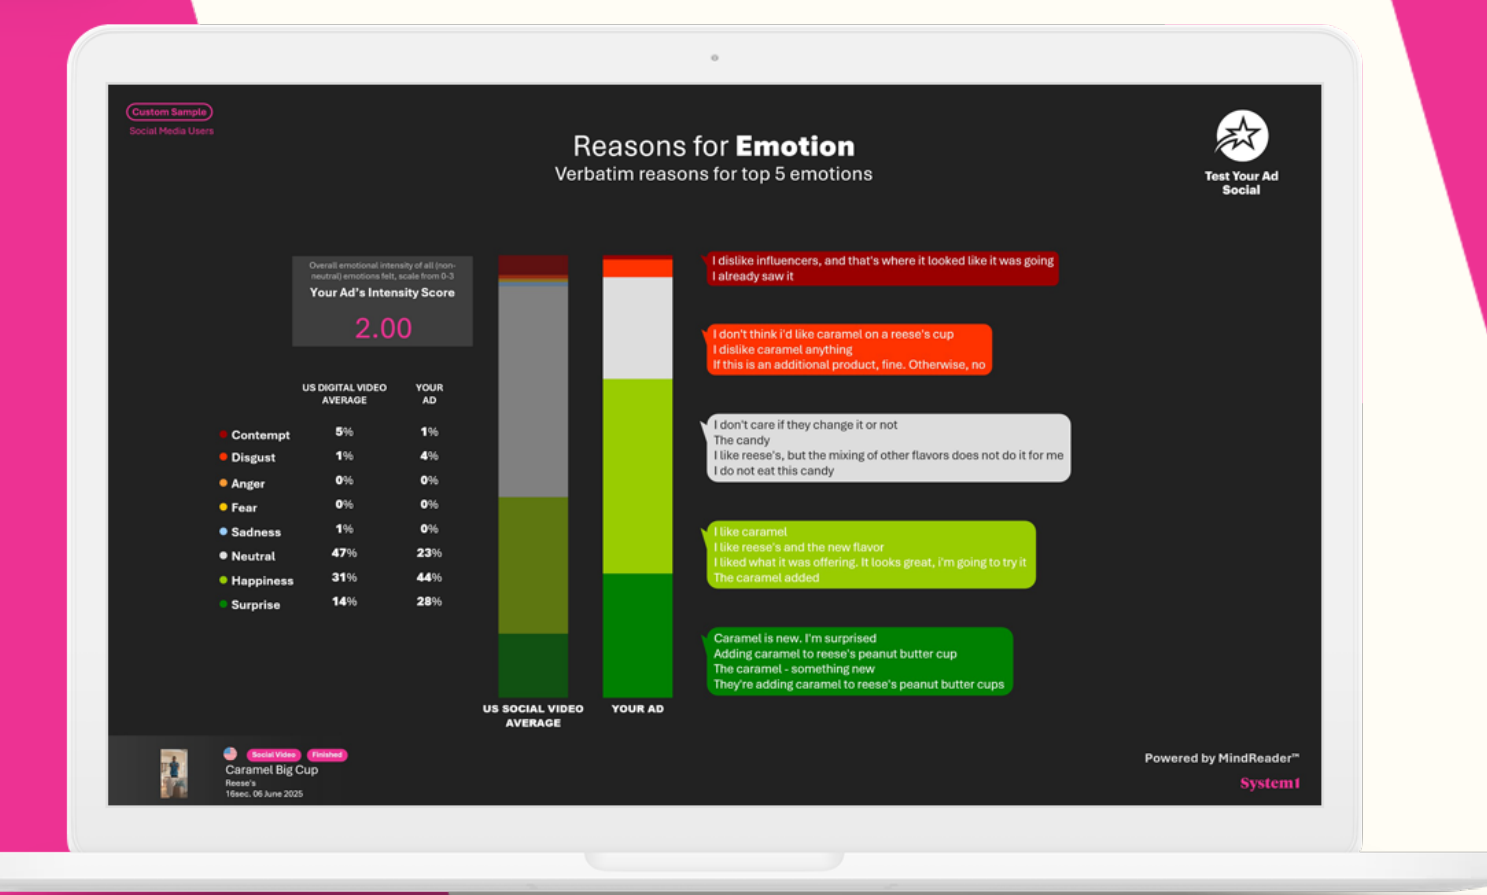 Custom Sample
Social Media Users
Reasons for Emotion
Verbatim reasons for top 5 emotions
Test Your Ad
Social
Overall emotional intensity of all (non-
neutral) emotions felt, scale from 0-3
Your Ad's Intensity Score
2.00
US DIGITAL VIDEO
AVERAGE
YOUR
AD
Contempt 5% 1%
Disgust 1% 4%
Anger 0% 0%
Fear 0% 0%
Sadness 1% 0%
Neutral 47% 23%
Happiness 31% 44%
Surprise 14% 28%
US SOCIAL VIDEO
AVERAGE
YOUR AD
I dislike influencers, and that's where it looked like it was going
I already saw it
I don't think i'd like caramel on a reese's cup
I dislike caramel anything
If this is an additional product, fine. Otherwise, no
I don't care if they change it or not
The candy
I like reese's, but the mixing of other flavors does not do it for me
I do not eat this candy
I like caramel
I like reese's and the new flavor
I liked what it was offering. It looks great, i'm going to try it
The caramel added
Caramel is new. I'm surprised
Adding caramel to reese's peanut butter cup
The caramel - something new
They're adding caramel to reese's peanut butter cups
Social Video Finished
Caramel Big Cup
Reese's
16sec. 06 June 2025
Powered by MindReader™
System1